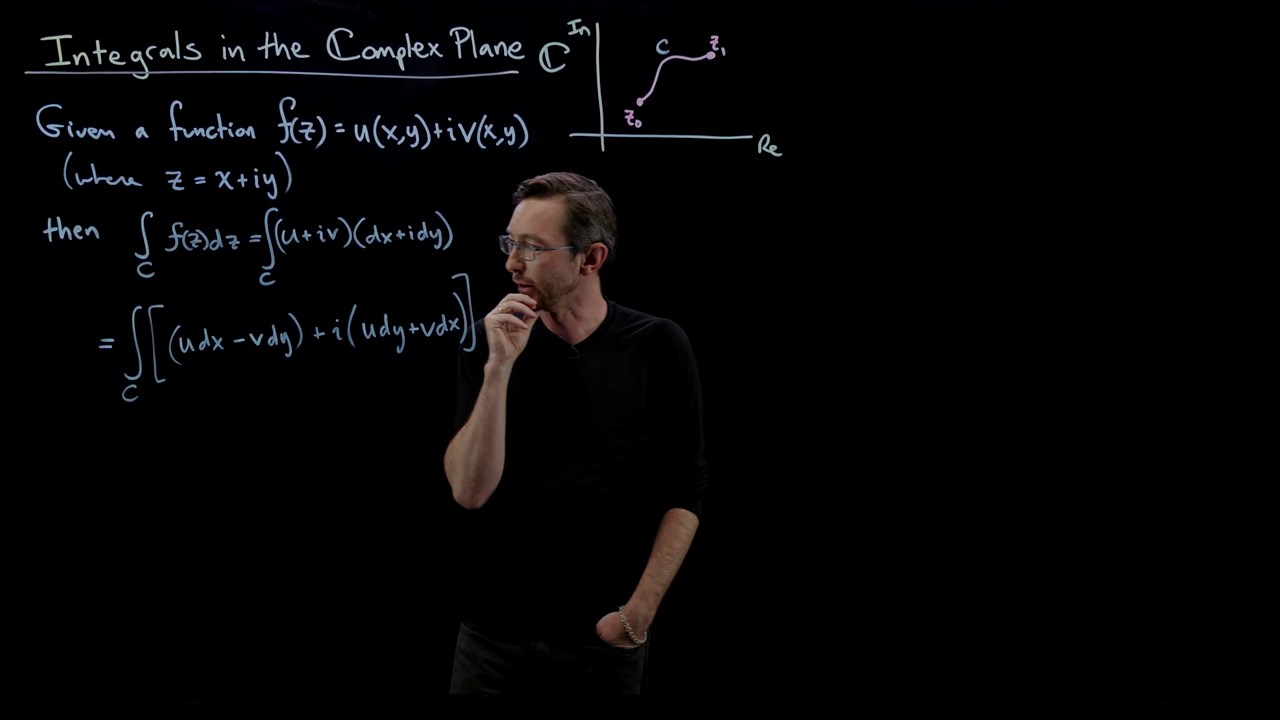 Integrals in the ℂomplex Plane
Given a function f(z) = u(x,y) + i v(x,y)
(where z = x + iy)
then ∫_C f(z)dz = ∫_C (u + iv)(dx + idy)
= ∫_C [(udx - vdy) + i(udy + vdx)]
ℂ
Im
C
z₁
z₀
Re